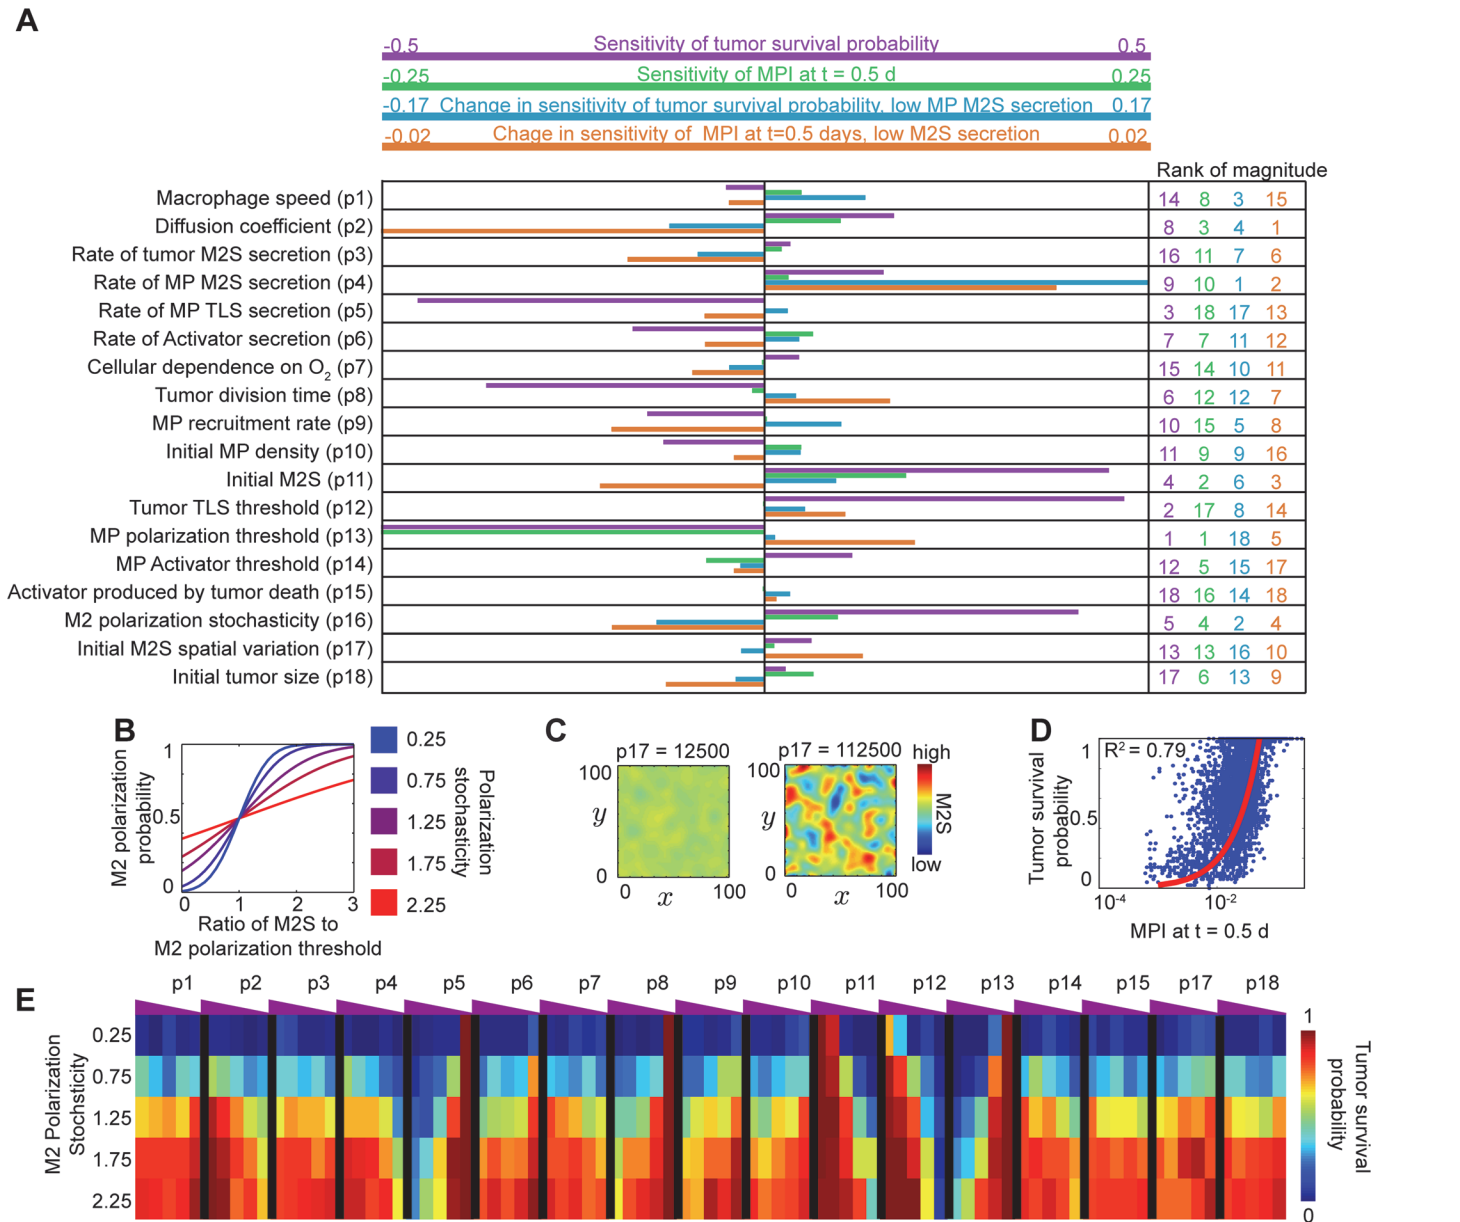 A
-0.5 Sensitivity of tumor survival probability 0.5
-0.25 Sensitivity of MPI at t = 0.5 d 0.25
-0.17 Change in sensitivity of tumor survival probability, low MP M2S secretion 0.17
-0.02 Chage in sensitivity of MPI at t=0.5 days, low M2S secretion 0.02
Rank of magnitude
Macrophage speed (p1) 14 8 3 15
Diffusion coefficient (p2) 8 3 4 1
Rate of tumor M2S secretion (p3) 16 11 7 6
Rate of MP M2S secretion (p4) 9 10 1 2
Rate of MP TLS secretion (p5) 3 18 17 13
Rate of Activator secretion (p6) 7 7 11 12
Cellular dependence on O2 (p7) 15 14 10 11
Tumor division time (p8) 6 12 12 7
MP recruitment rate (p9) 10 15 5 8
Initial MP density (p10) 11 9 9 16
Initial M2S (p11) 4 2 6 3
Tumor TLS threshold (p12) 2 17 8 14
MP polarization threshold (p13) 1 1 18 5
MP Activator threshold (p14) 12 5 15 17
Activator produced by tumor death (p15) 18 16 14 18
M2 polarization stochasticity (p16) 5 4 2 4
Initial M2S spatial variation (p17) 13 13 16 10
Initial tumor size (p18) 17 6 13 9
B
M2 polarization
probability
1
0.5
0
0 1 2 3
Ratio of M2S to
M2 polarization threshold
0.25
0.75
1.25
1.75
2.25
Polarization
stochasticity
C
p17 = 12500
100
y
0
0 100
x
p17 = 112500
100
y
0
0 100
x
high
M2S
low
D
Tumor survival
probability
1
0.5
0
R2 = 0.79
10-4 10-2
MPI at t = 0.5 d
E
p1 p2 p3 p4 p5 p6 p7 p8 p9 p10 p11 p12 p13 p14 p15 p17 p18
M2 Polarization
Stochsticity
0.25
0.75
1.25
1.75
2.25
1
0
Tumor survival
probability